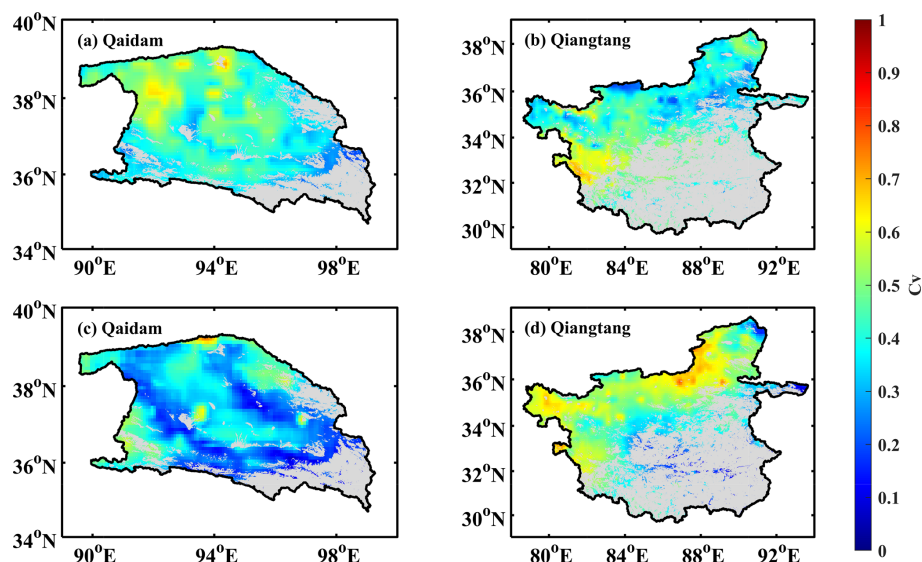 40°N
(a) Qaidam
38°N
36°N
34°N
90°E 94°E 98°E
(b) Qiangtang
38°N
36°N
34°N
32°N
30°N
80°E 84°E 88°E 92°E
40°N
(c) Qaidam
38°N
36°N
34°N
90°E 94°E 98°E
(d) Qiangtang
38°N
36°N
34°N
32°N
30°N
80°E 84°E 88°E 92°E
1
0.9
0.8
0.7
0.6
0.5
0.4
0.3
0.2
0.1
0
Cv